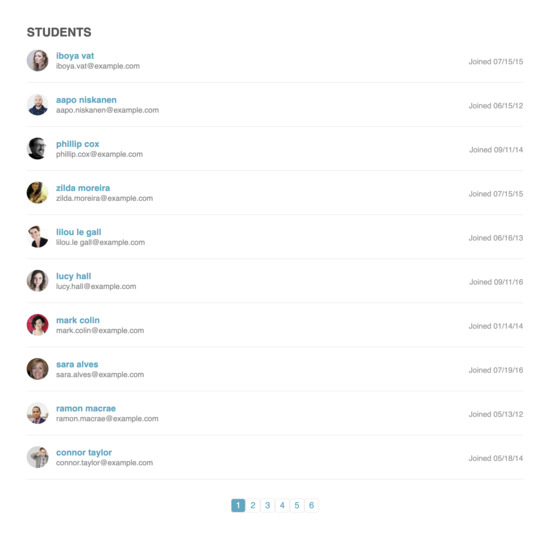 STUDENTS
iboya vat
iboya.vat@example.com
Joined 07/15/15
aapo niskanen
aapo.niskanen@example.com
Joined 06/15/12
phillip cox
phillip.cox@example.com
Joined 09/11/14
zilda moreira
zilda.moreira@example.com
Joined 07/15/15
lilou le gall
lilou.le gall@example.com
Joined 06/16/13
lucy hall
lucy.hall@example.com
Joined 09/11/16
mark colin
mark.colin@example.com
Joined 01/14/14
sara alves
sara.alves@example.com
Joined 07/19/16
ramon macrae
ramon.macrae@example.com
Joined 05/13/12
connor taylor
connor.taylor@example.com
Joined 05/18/14
1 2 3 4 5 6